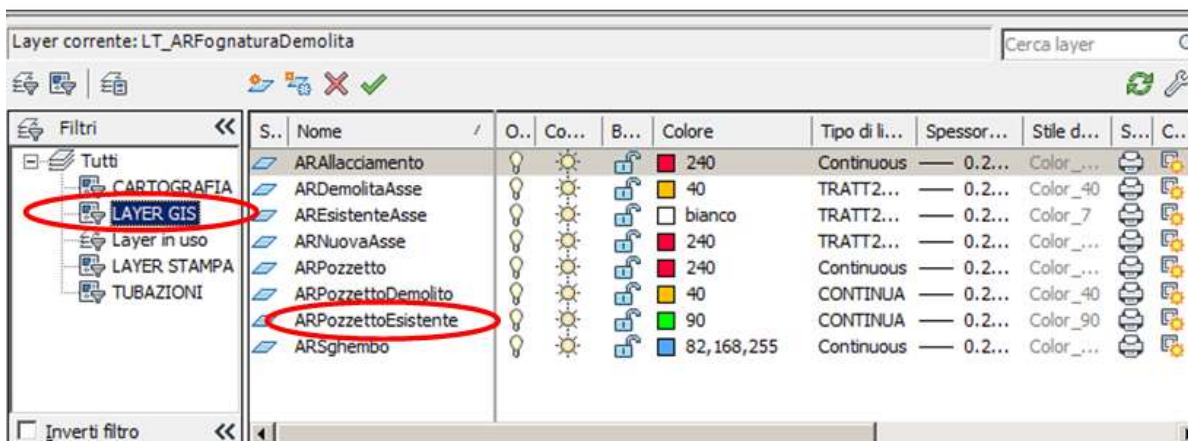 Layer corrente: LT_ARFognaturaDemolita
Cerca layer
Filtri
Tutti
CARTOGRAFIA
LAYER GIS
Layer in uso
LAYER STAMPA
TUBAZIONI
Inverti filtro
S.. Nome / O.. Co... B... Colore Tipo di li... Spessor... Stile d... S... C..
ARAllacciamento 240 Continuous 0.2... Color_...
ARDemolitaAsse 40 TRATT2... 0.2... Color_40
AREsistenteAsse bianco TRATT2... 0.2... Color_7
ARNuovaAsse 240 TRATT2... 0.2... Color_...
ARPozzetto 240 Continuous 0.2... Color_...
ARPozzettoDemolito 40 CONTINUA 0.2... Color_40
ARPozzettoEsistente 90 CONTINUA 0.2... Color_90
ARSghembo 82,168,255 Continuous 0.2... Color_...